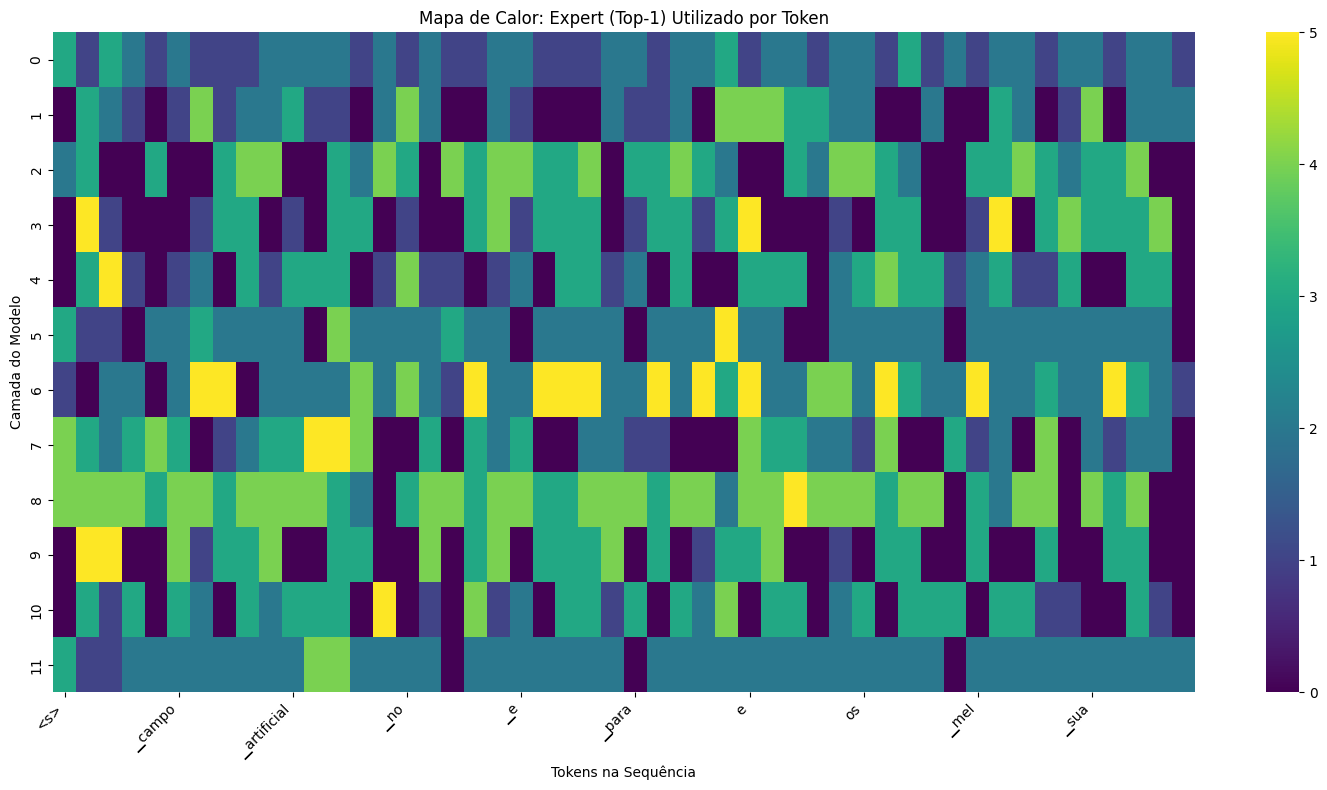 Mapa de Calor: Expert (Top-1) Utilizado por Token
Camada do Modelo
0
1
2
3
4
5
6
7
8
9
10
11
<s>
▁campo
▁artificial
▁no
▁e
▁para
e
os
▁mel
▁sua
Tokens na Sequência
5
4
3
2
1
0